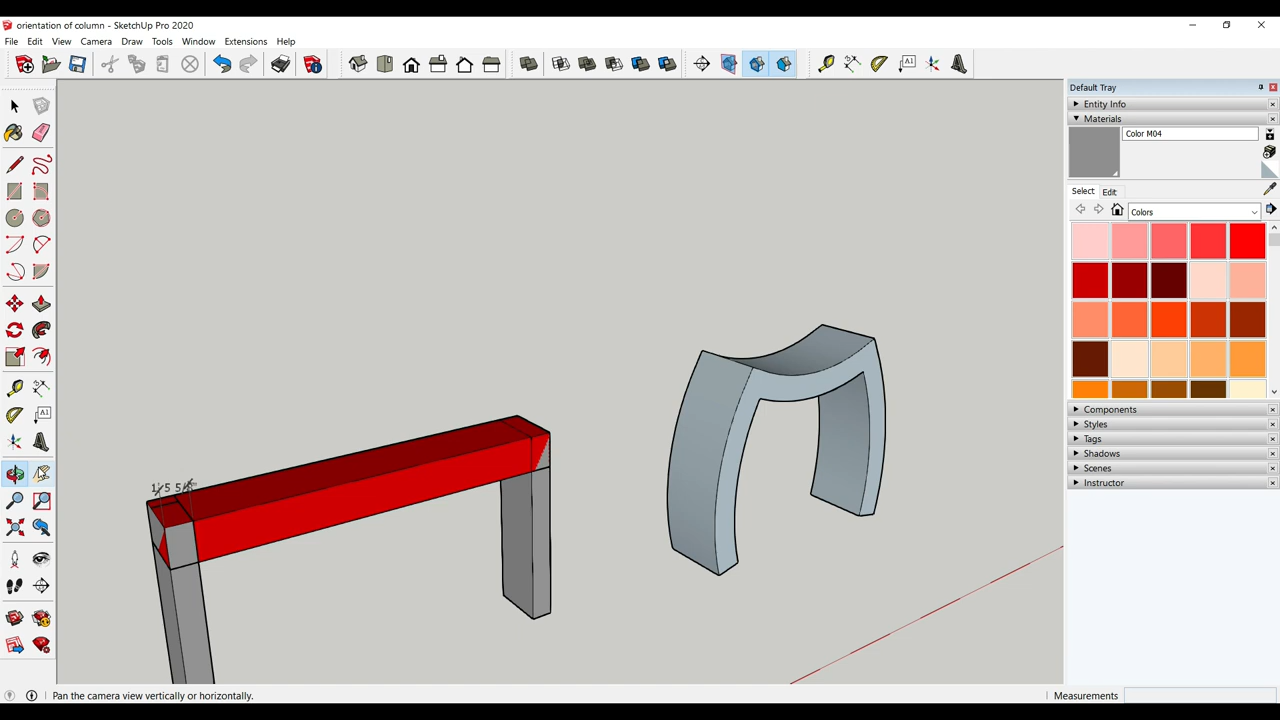 orientation of column - SketchUp Pro 2020
File Edit View Camera Draw Tools Window Extensions Help
Default Tray
Entity Info
Materials
Color M04
Select Edit
Colors
Components
Styles
Tags
Shadows
Scenes
Instructor
Pan the camera view vertically or horizontally.
Measurements